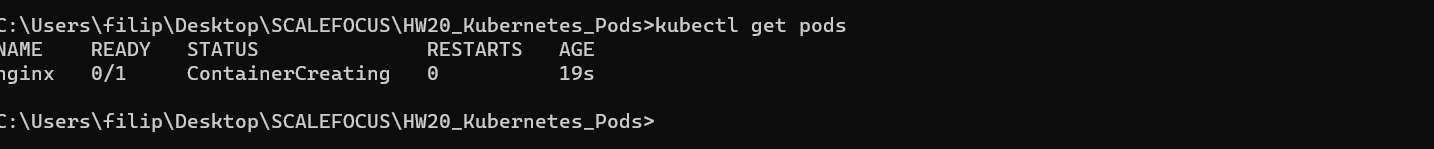 C:\Users\filip\Desktop\SCALEFOCUS\HW20_Kubernetes_Pods>kubectl get pods
NAME    READY   STATUS              RESTARTS   AGE
nginx   0/1     ContainerCreating   0          19s
C:\Users\filip\Desktop\SCALEFOCUS\HW20_Kubernetes_Pods>